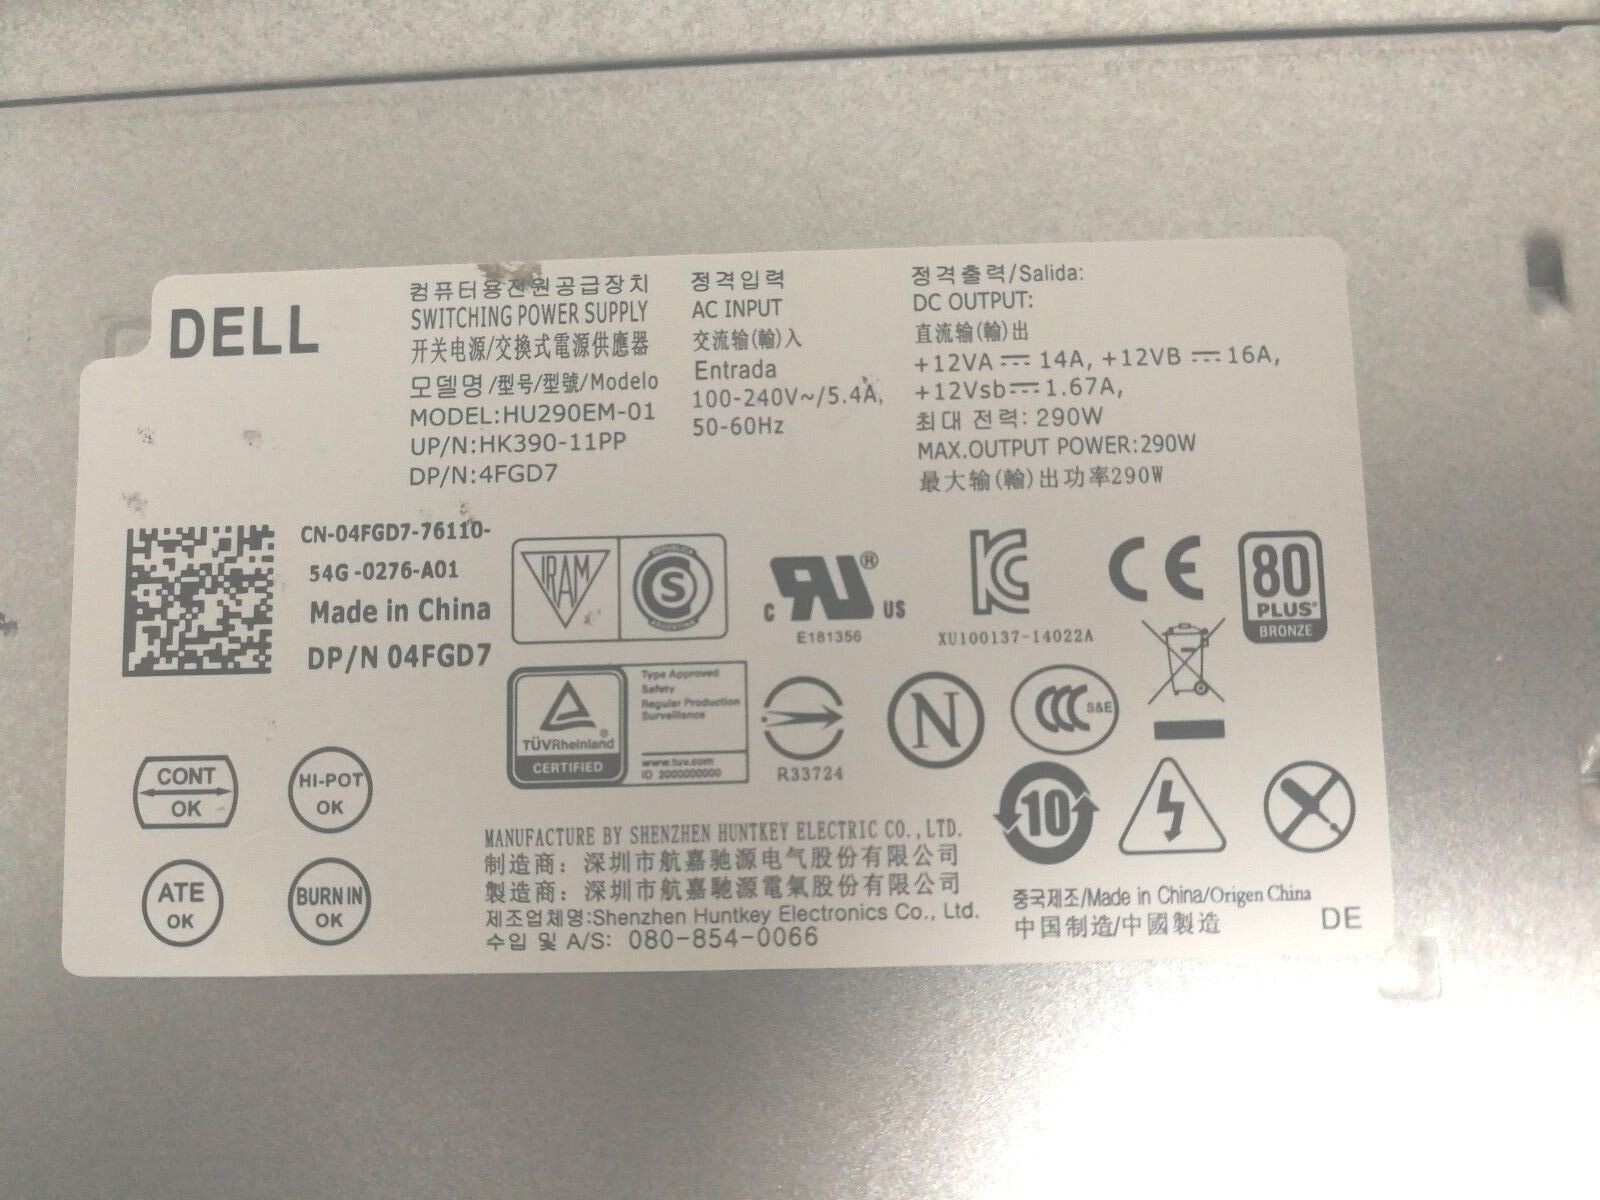 DELL
컴퓨터용전원공급장치
SWITCHING POWER SUPPLY
开关电源/交换式電源供應器
모델명/型号/型號/Modelo
MODEL:HU290EM-01
UP/N:HK390-11PP
DP/N:4FGD7
정격입력
AC INPUT
交流输(輸)入
Entrada
100-240V~/5.4A,
50-60Hz
정격출력/Salida:
DC OUTPUT:
直流输(輸)出
+12VA⎓14A, +12VB⎓16A,
+12Vsb⎓1.67A,
최대 전력: 290W
MAX.OUTPUT POWER:290W
最大输(輸)出功率290W
CN-04FGD7-76110-
54G-0276-A01
Made in China
DP/N 04FGD7
IRAM
REPUBLICA
S
ARGENTINA
c RU® US
E181356
KC
XU100137-14022A
CE
80
PLUS®
BRONZE
TÜVRheinland®
CERTIFIED
Type Approved
Safety
Regular Production
Surveillance
www.tuv.com
ID 2000000000
R33724
N
CCC S&E
10
CONT
OK
HI-POT
OK
ATE
OK
BURN IN
OK
MANUFACTURE BY SHENZHEN HUNTKEY ELECTRIC CO.,LTD.
制造商：深圳市航嘉驰源电气股份有限公司
製造商：深圳市航嘉馳源電氣股份有限公司
제조업체명:Shenzhen Huntkey Electronics Co., Ltd.
수입 및 A/S: 080-854-0066
중국제조/Made in China/Origen China
中国制造/中國製造
DE